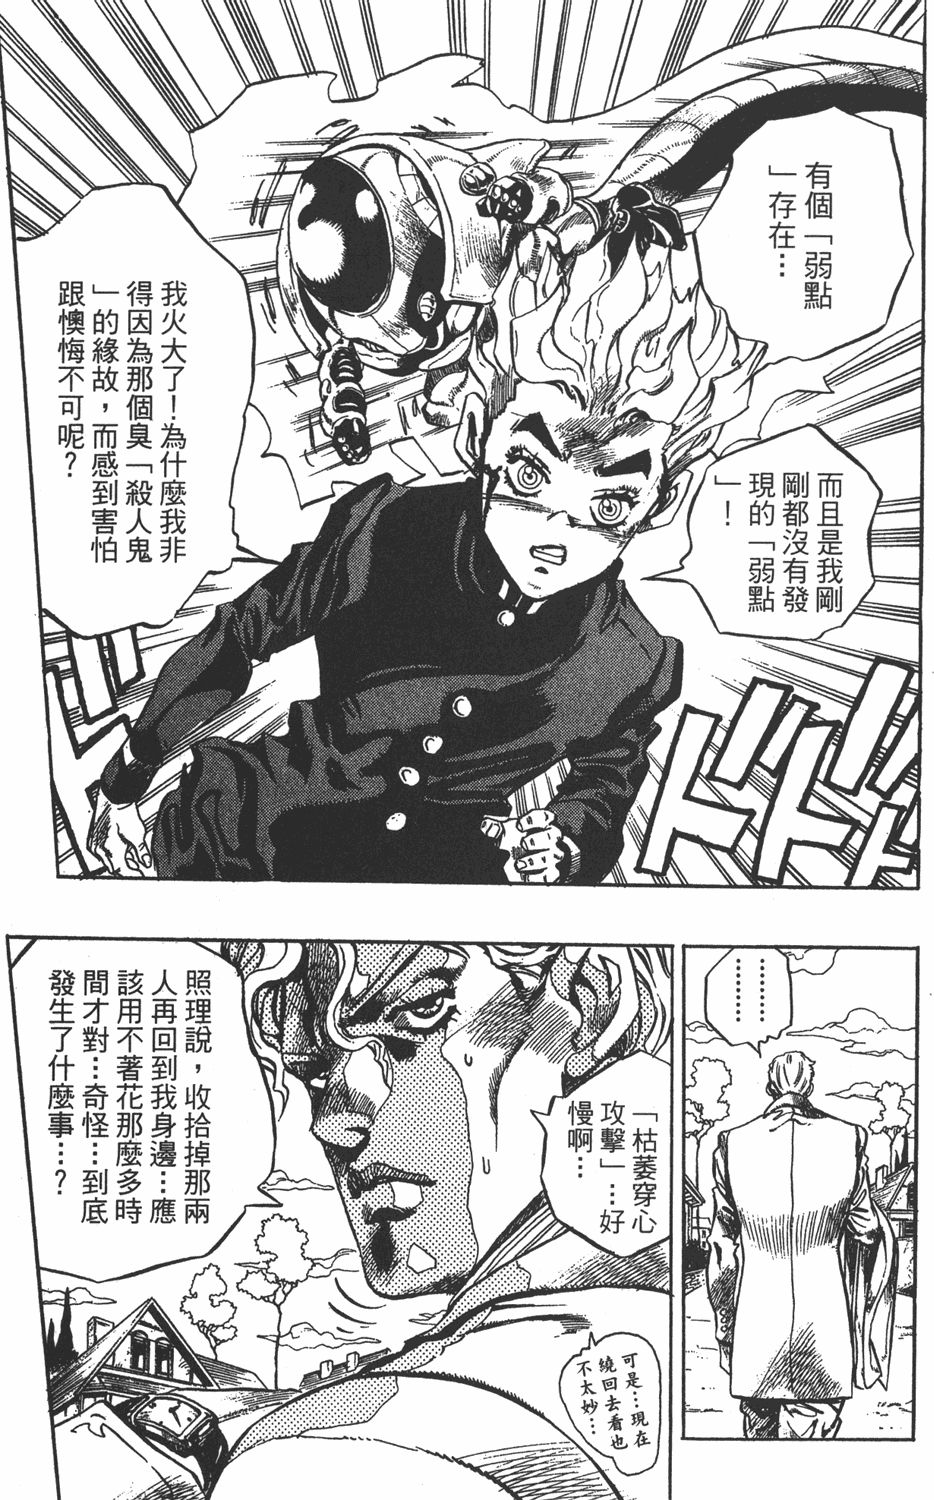 有個「弱點
」存在…
而且是我剛
剛都沒有發
現的「弱點
」！
我火大了！為什麼我非
得因為那個臭「殺人鬼
」的緣故，而感到害怕
跟懊悔不可呢？
ドドド
ド
…………
…………
「枯萎穿心
攻擊」…好
慢啊…
照理說，收拾掉那兩
人再回到我身邊…應
該用不著花那麼多時
間才對…奇怪…到底
發生了什麼事…？
可是…現在
繞回去看也
不太妙…